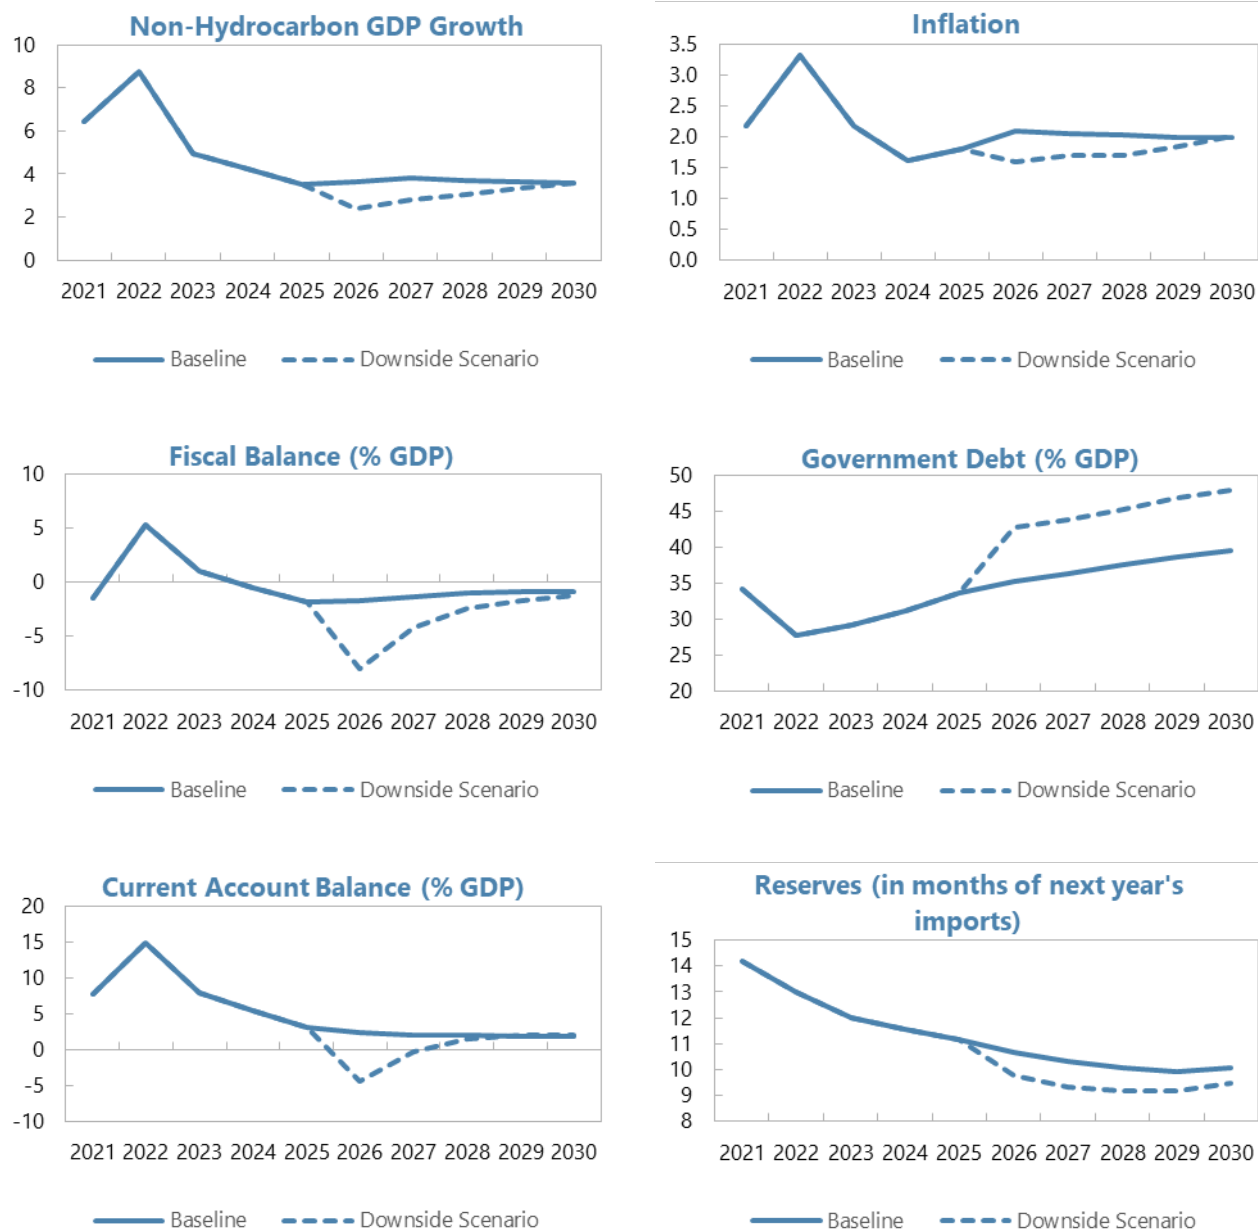 Non-Hydrocarbon GDP Growth
10
8
6
4
2
0
2021 2022 2023 2024 2025 2026 2027 2028 2029 2030
Baseline Downside Scenario
Inflation
3.5
3.0
2.5
2.0
1.5
1.0
0.5
0.0
2021 2022 2023 2024 2025 2026 2027 2028 2029 2030
Baseline Downside Scenario
Fiscal Balance (% GDP)
10
5
0
-5
-10
2021 2022 2023 2024 2025 2026 2027 2028 2029 2030
Baseline Downside Scenario
Government Debt (% GDP)
50
45
40
35
30
25
20
2021 2022 2023 2024 2025 2026 2027 2028 2029 2030
Baseline Downside Scenario
Current Account Balance (% GDP)
20
15
10
5
0
-5
-10
2021 2022 2023 2024 2025 2026 2027 2028 2029 2030
Baseline Downside Scenario
Reserves (in months of next year's
imports)
15
14
13
12
11
10
9
8
2021 2022 2023 2024 2025 2026 2027 2028 2029 2030
Baseline Downside Scenario